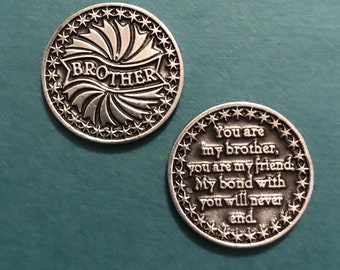 BROTHER
You are
my brother,
you are my friend.
My bond with
you will never
end.